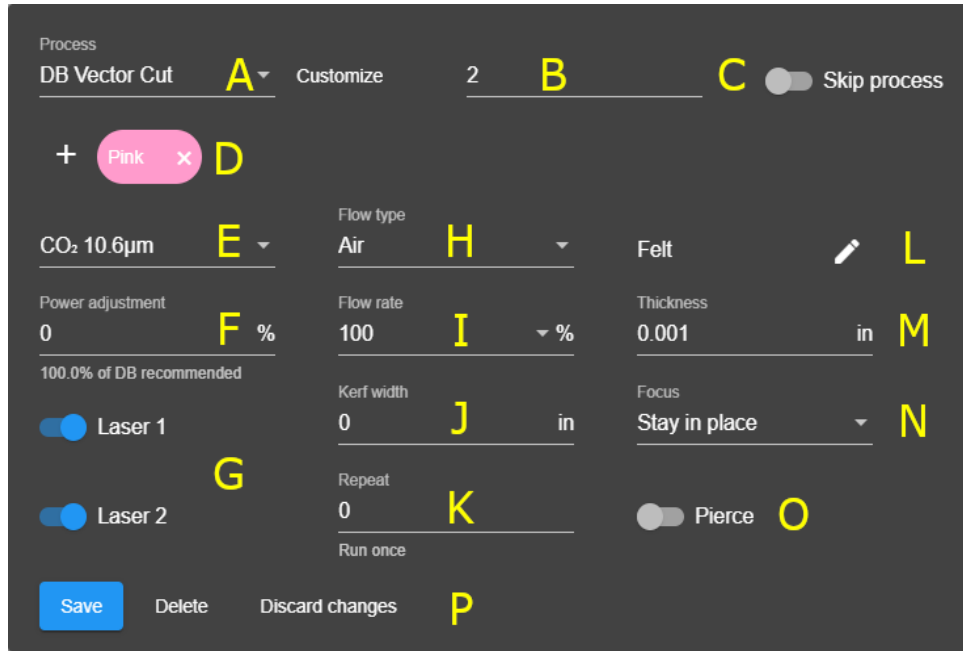 Process
DB Vector Cut A Customize 2 B C Skip process
+ Pink × D
CO₂ 10.6µm E
Flow type
Air H
Felt L
Power adjustment
0 F %
100.0% of DB recommended
Flow rate
100 I %
Thickness
0.001 in M
Laser 1
G
Laser 2
Kerf width
0 J in
Focus
Stay in place N
Repeat
0 K
Run once
Pierce O
Save Delete Discard changes P